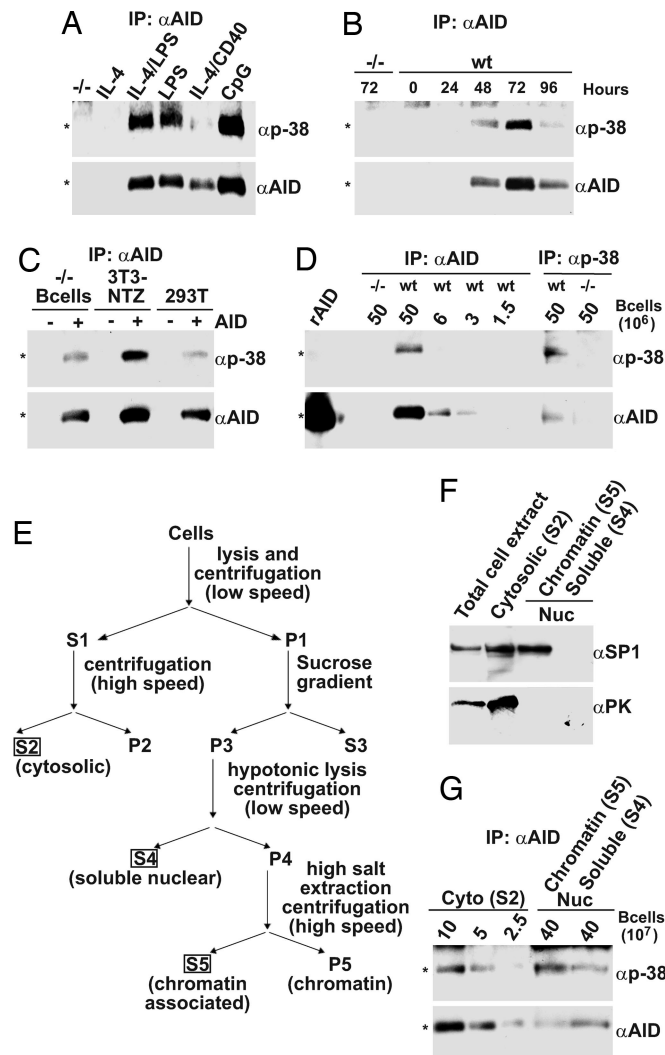 A
IP: αAID
-/-
IL-4
IL-4/LPS
LPS
IL-4/CD40
CpG
* αp-38
* αAID
B
IP: αAID
-/- wt
72 0 24 48 72 96 Hours
* αp-38
* αAID
C
IP: αAID
-/- Bcells
3T3-NTZ
293T
- + - + - + AID
* αp-38
* αAID
D
IP: αAID IP: αp-38
rAID
-/- wt wt wt wt wt -/-
50 50 6 3 1.5 50 50 Bcells (10⁶)
* αp-38
* αAID
E
Cells
lysis and
centrifugation
(low speed)
S1 P1
centrifugation
(high speed)
Sucrose
gradient
S2 P2 P3 S3
(cytosolic)
hypotonic lysis
centrifugation
(low speed)
S4 P4
(soluble nuclear)
high salt
extraction
centrifugation
(high speed)
S5 P5
(chromatin
associated)
(chromatin)
F
Total cell extract
Cytosolic (S2)
Chromatin (S5)
Soluble (S4)
Nuc
αSP1
αPK
G
IP: αAID
Chromatin (S5)
Soluble (S4)
Cyto (S2) Nuc
10 5 2.5 40 40 Bcells (10⁷)
* αp-38
* αAID